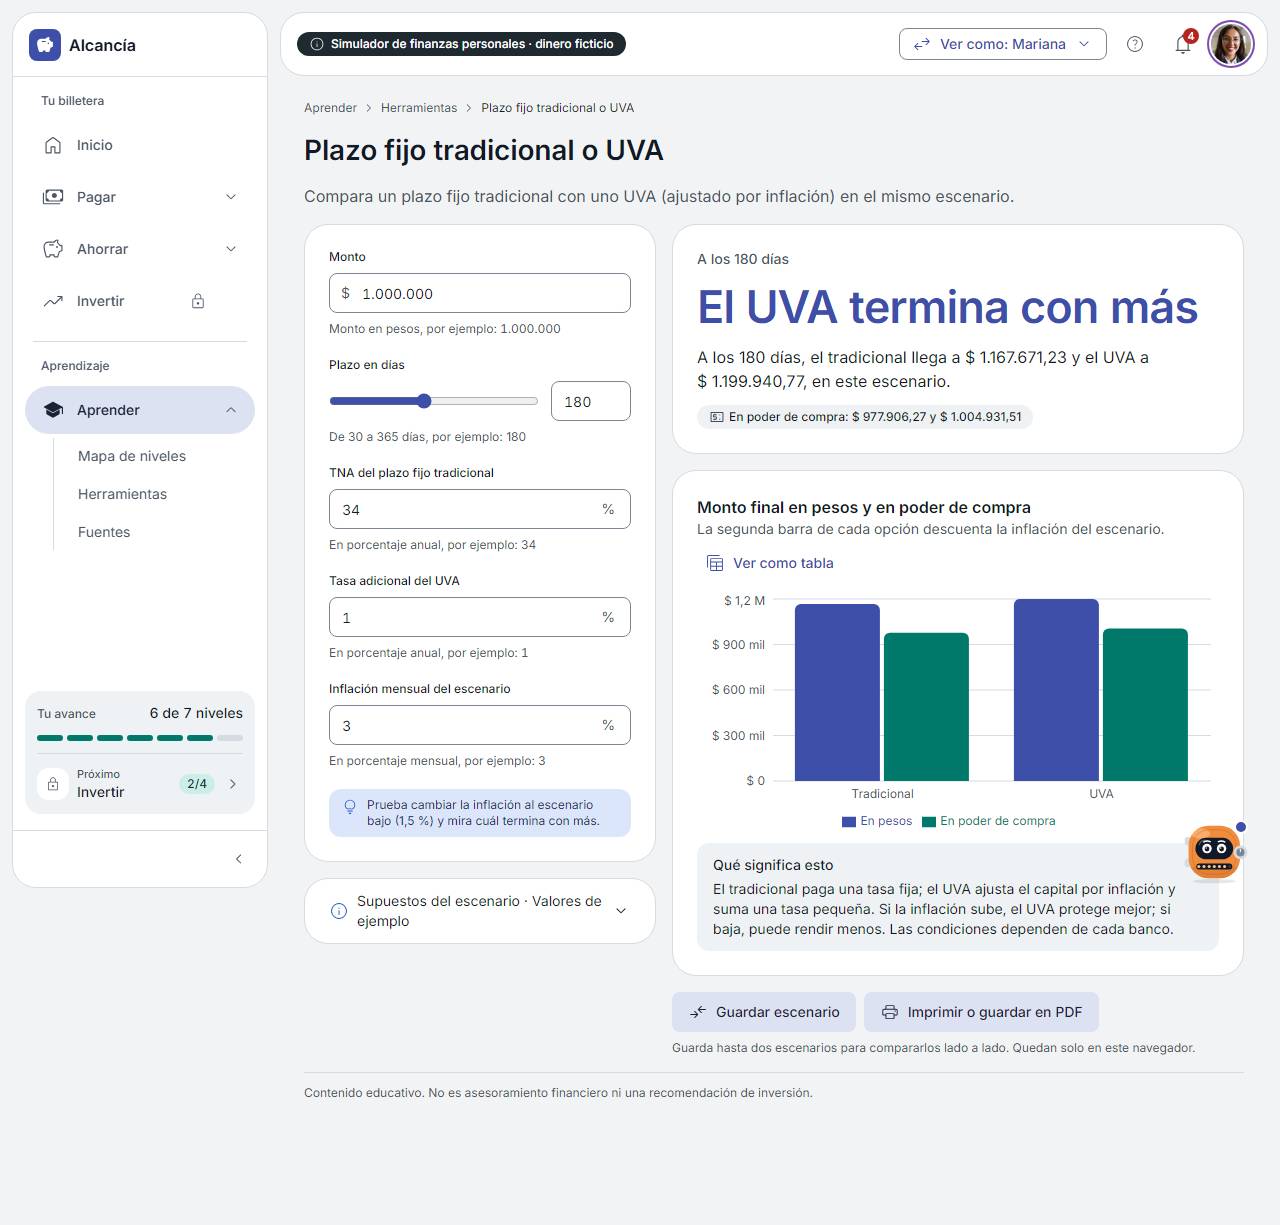 Alcancía
Simulador de finanzas personales · dinero ficticio
Ver como: Mariana
4
Tu billetera
Inicio
Pagar
Ahorrar
Invertir
Aprendizaje
Aprender
Mapa de niveles
Herramientas
Fuentes
Tu avance
6 de 7 niveles
Próximo
Invertir
2/4
Aprender > Herramientas > Plazo fijo tradicional o UVA
Plazo fijo tradicional o UVA
Compara un plazo fijo tradicional con uno UVA (ajustado por inflación) en el mismo escenario.
Monto
$ 1.000.000
Monto en pesos, por ejemplo: 1.000.000
Plazo en días
180
De 30 a 365 días, por ejemplo: 180
TNA del plazo fijo tradicional
34 %
En porcentaje anual, por ejemplo: 34
Tasa adicional del UVA
1 %
En porcentaje anual, por ejemplo: 1
Inflación mensual del escenario
3 %
En porcentaje mensual, por ejemplo: 3
Prueba cambiar la inflación al escenario
bajo (1,5 %) y mira cuál termina con más.
Supuestos del escenario · Valores de
ejemplo
A los 180 días
El UVA termina con más
A los 180 días, el tradicional llega a $ 1.167.671,23 y el UVA a
$ 1.199.940,77, en este escenario.
En poder de compra: $ 977.906,27 y $ 1.004.931,51
Monto final en pesos y en poder de compra
La segunda barra de cada opción descuenta la inflación del escenario.
Ver como tabla
$ 1,2 M
$ 900 mil
$ 600 mil
$ 300 mil
$ 0
Tradicional
UVA
En pesos
En poder de compra
Qué significa esto
El tradicional paga una tasa fija; el UVA ajusta el capital por inflación y
suma una tasa pequeña. Si la inflación sube, el UVA protege mejor; si
baja, puede rendir menos. Las condiciones dependen de cada banco.
Guardar escenario
Imprimir o guardar en PDF
Guarda hasta dos escenarios para compararlos lado a lado. Quedan solo en este navegador.
Contenido educativo. No es asesoramiento financiero ni una recomendación de inversión.